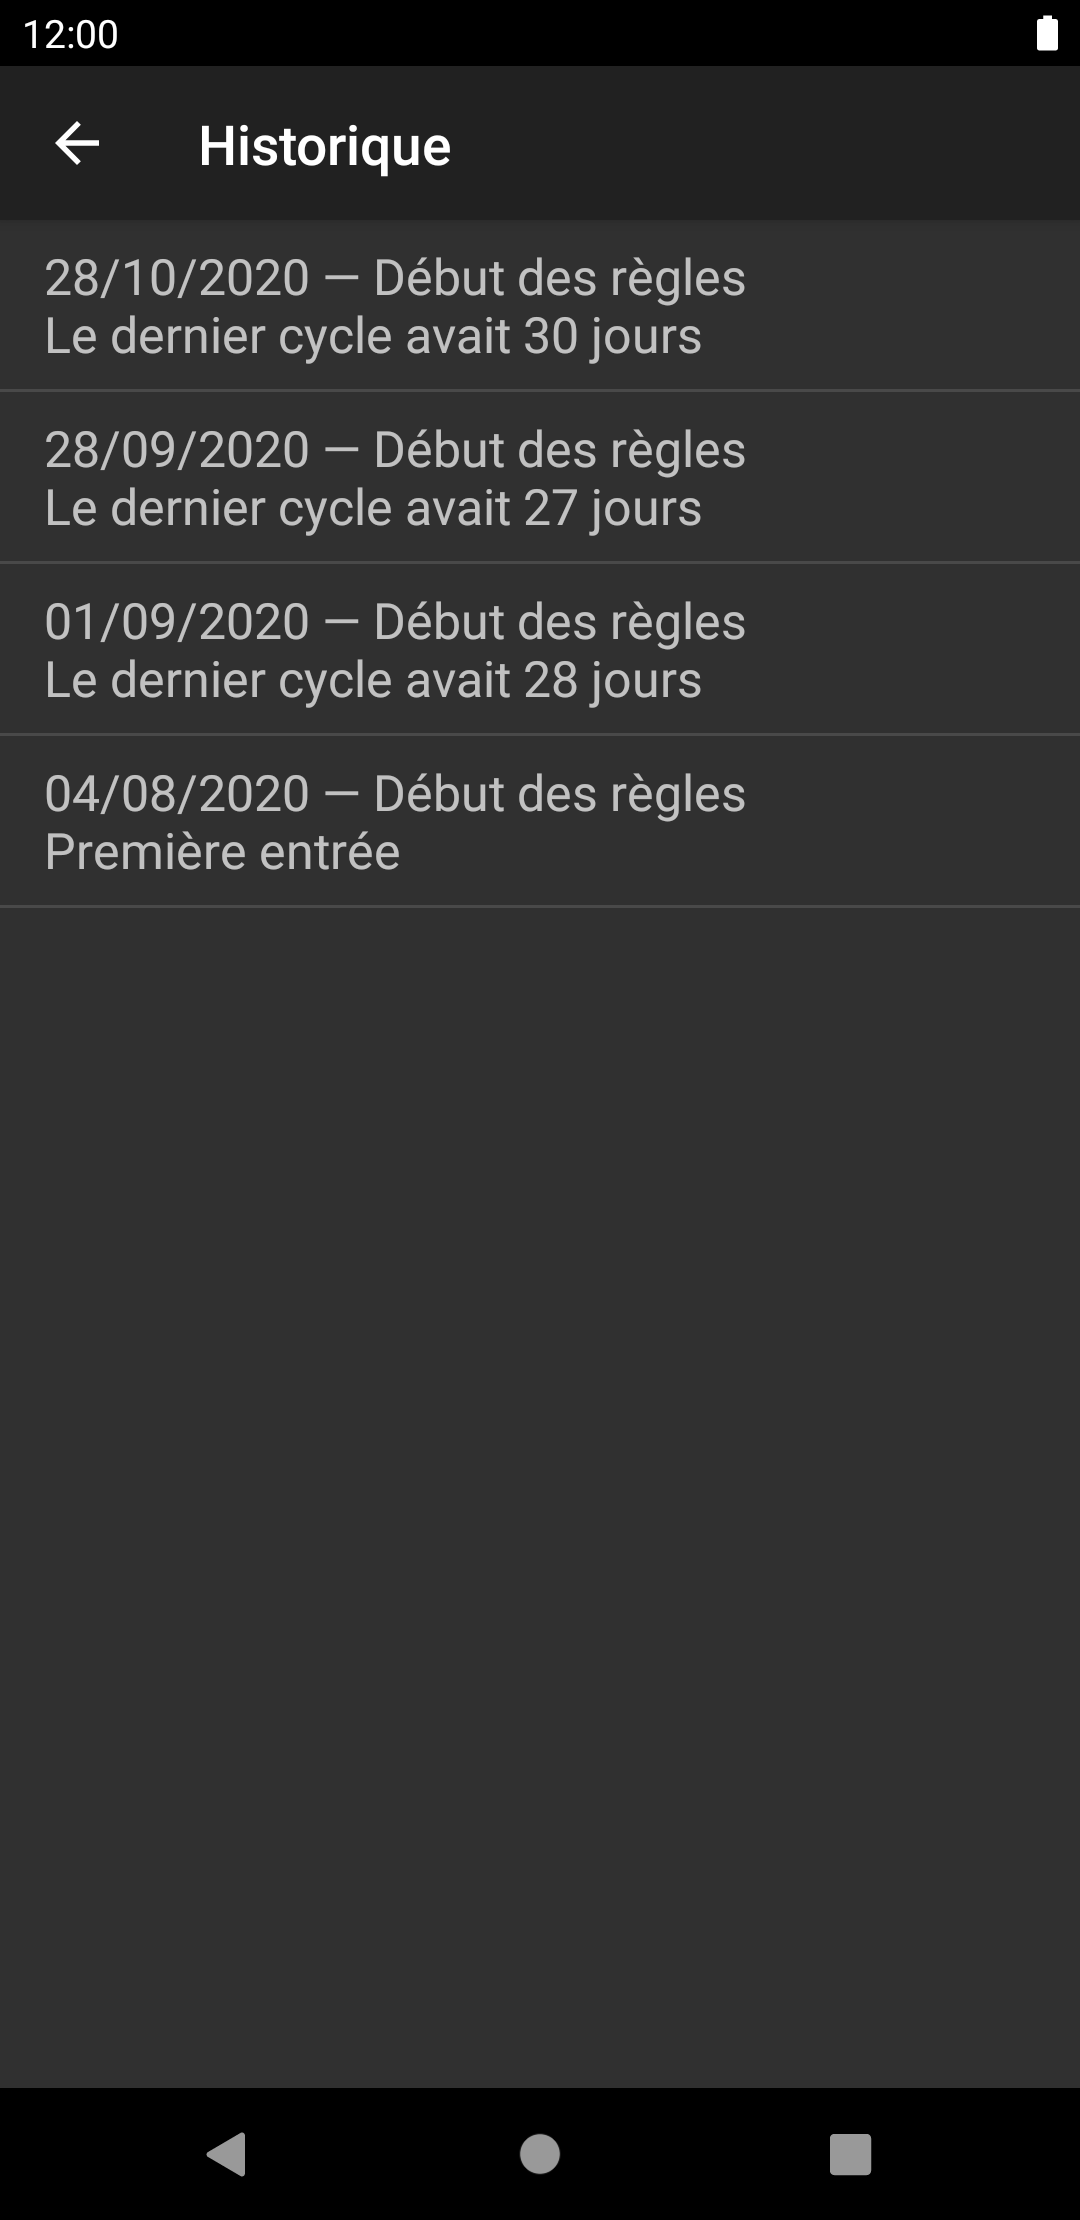 12:00
Historique
28/10/2020 — Début des règles
Le dernier cycle avait 30 jours
28/09/2020 — Début des règles
Le dernier cycle avait 27 jours
01/09/2020 — Début des règles
Le dernier cycle avait 28 jours
04/08/2020 — Début des règles
Première entrée